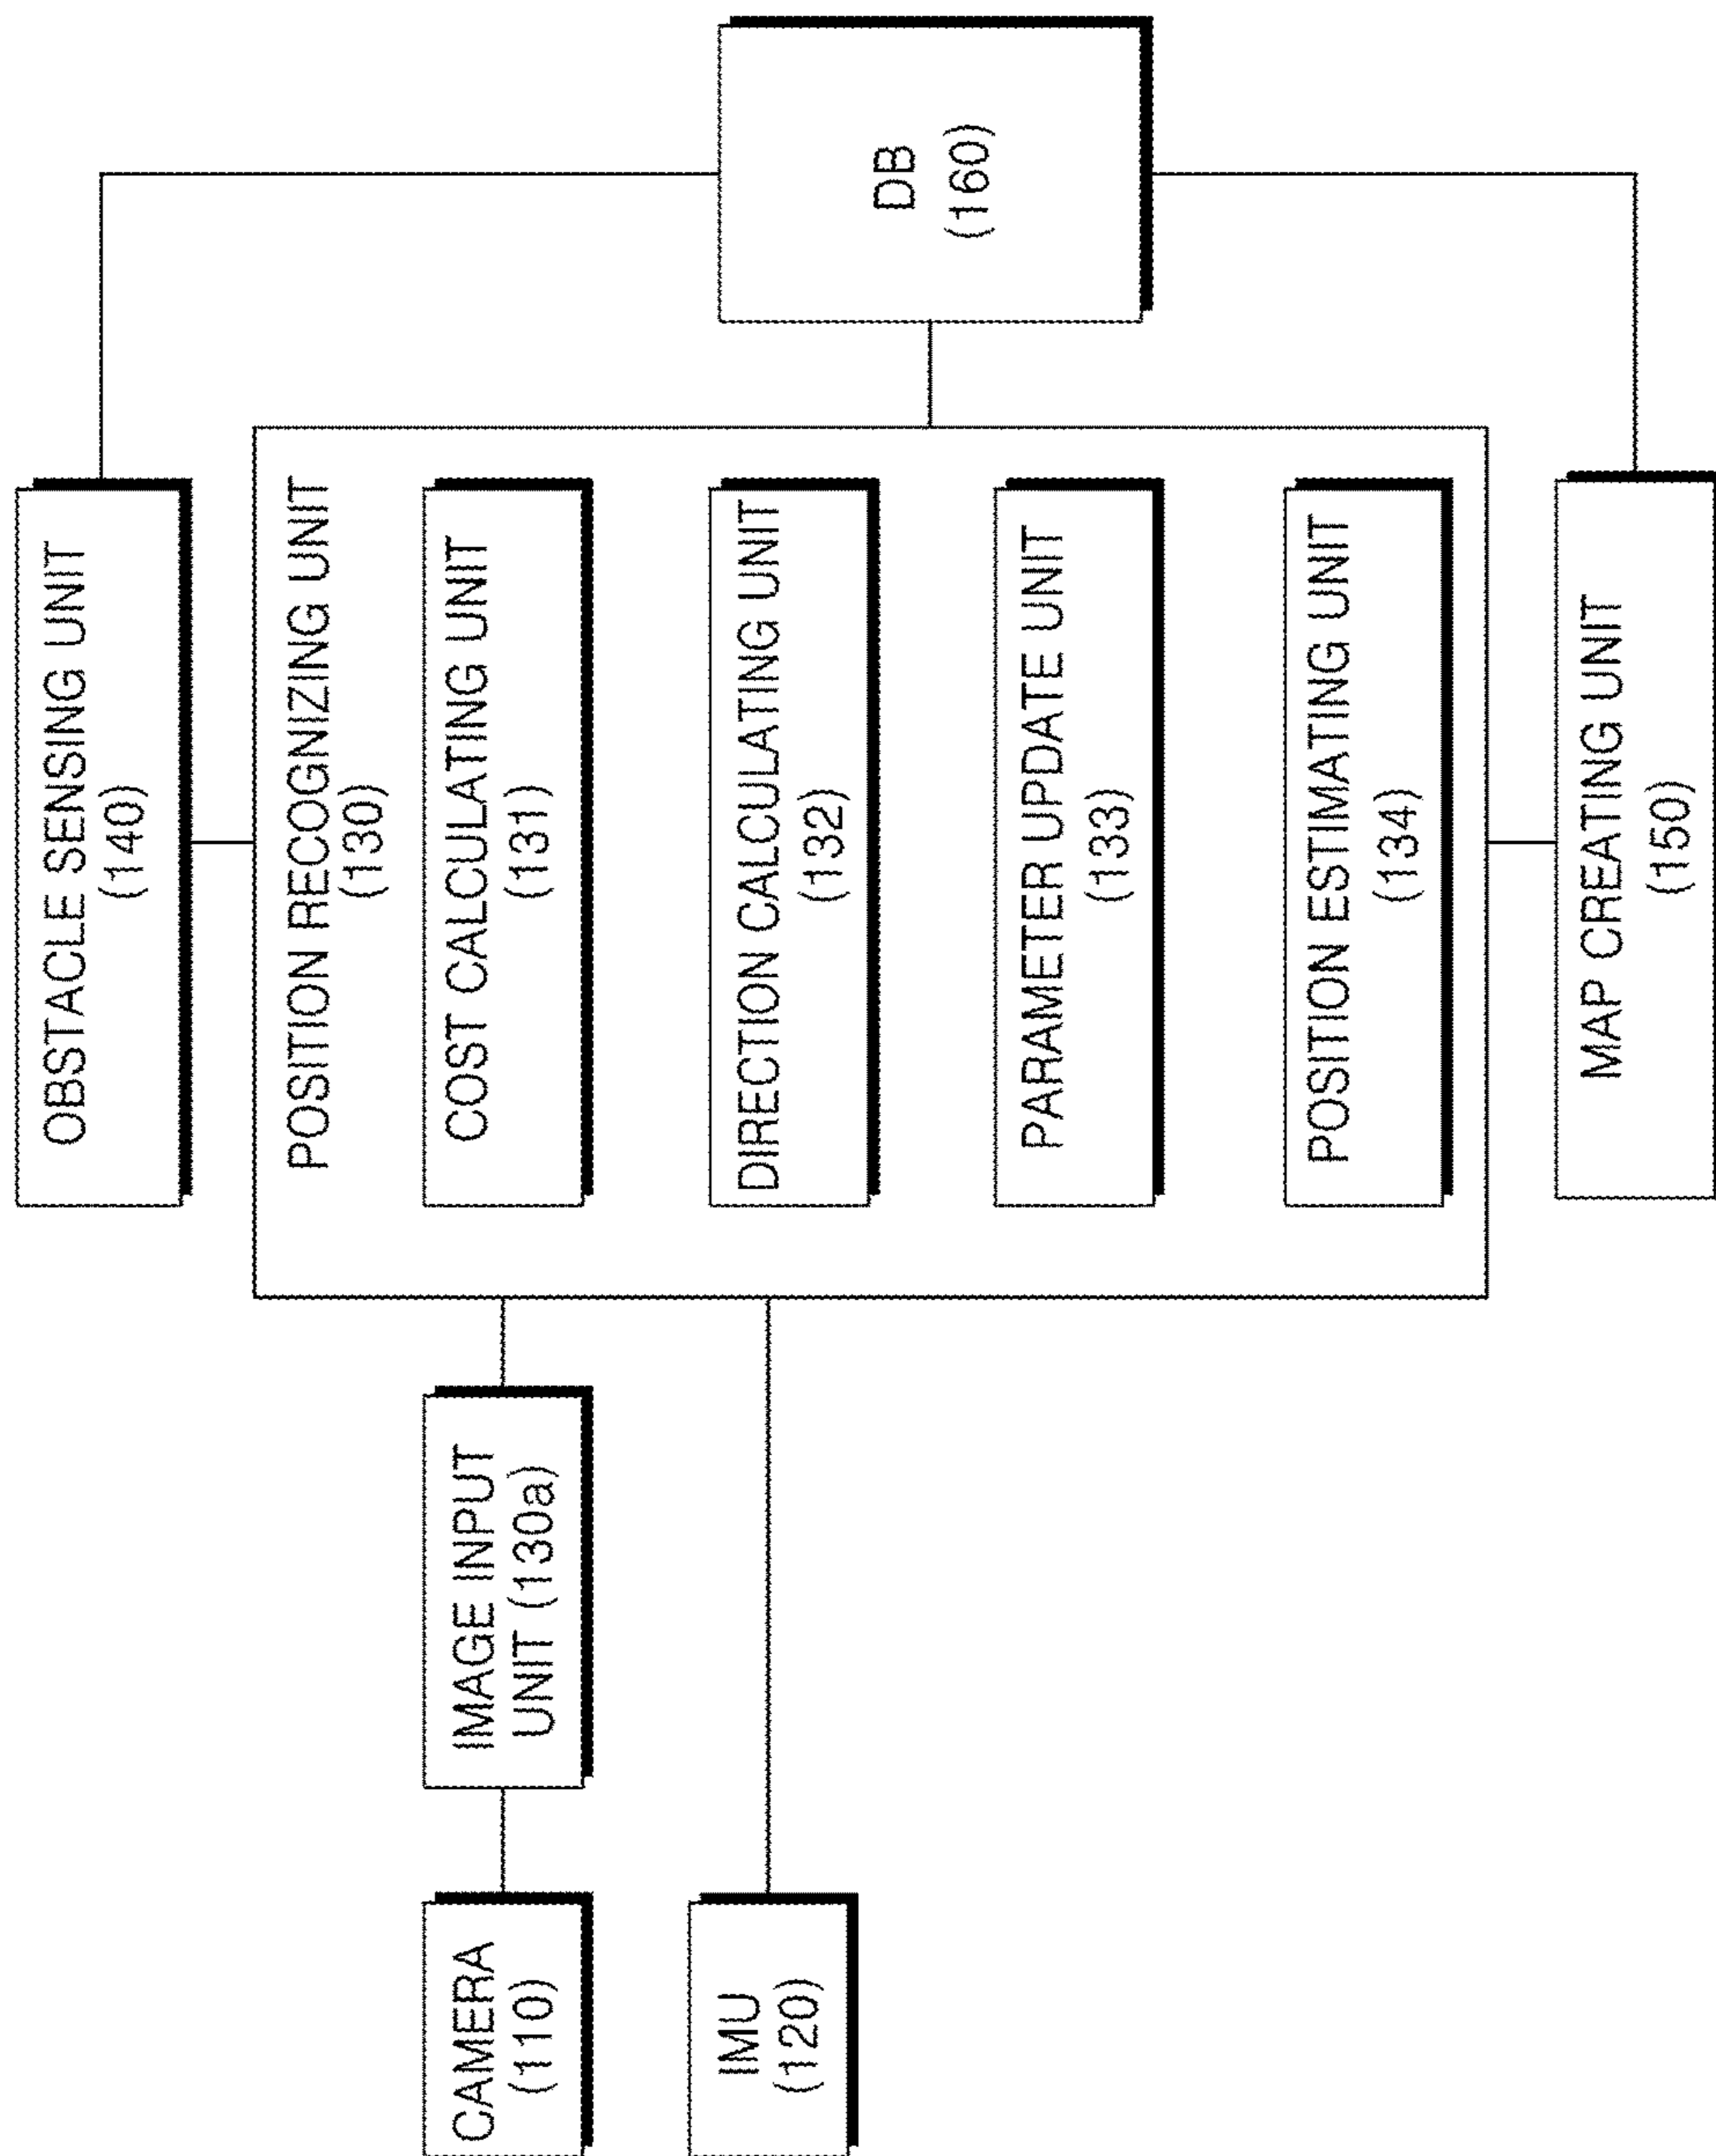 OBSTACLE SENSING UNIT
(140)
POSITION RECOGNIZING UNIT
(130)
CAMERA
(110)
IMAGE INPUT
UNIT (130a)
COST CALCULATING UNIT
(131)
IMU
(120)
DIRECTION CALCULATING UNIT
(132)
DB
(160)
PARAMETER UPDATE UNIT
(133)
POSITION ESTIMATING UNIT
(134)
MAP CREATING UNIT
(150)